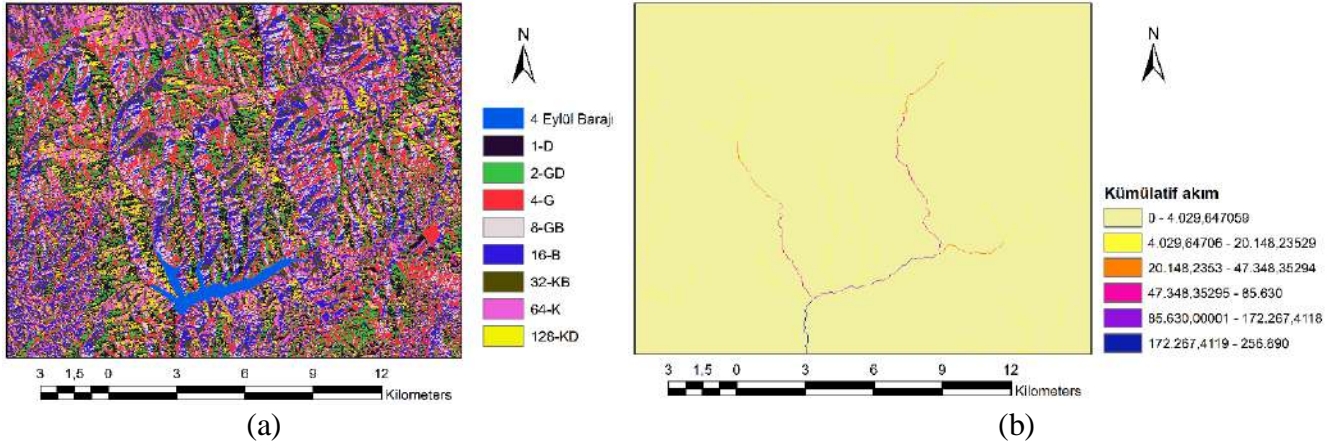 N
4 Eylül Barajı
1-D
2-GD
4-G
8-GB
16-B
32-KB
64-K
128-KD
3 1,5 0 3 6 9 12
Kilometers
(a)
N
Kümülatif akım
0 - 4.029,647059
4.029,64706 - 20.148,23529
20.148,2353 - 47.348,35294
47.348,35295 - 85.630
85.630,00001 - 172.267,4118
172.267,4119 - 256.890
3 1,5 0 3 6 9 12
Kilometers
(b)